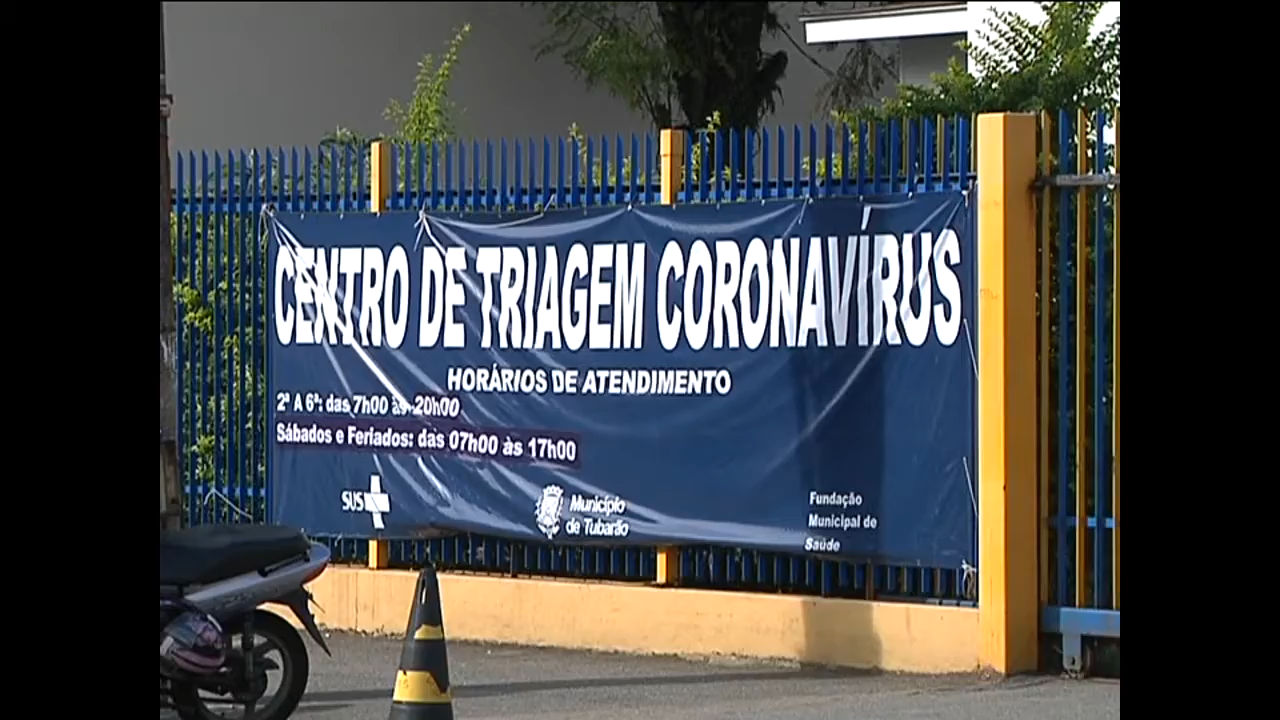 CENTRO DE TRIAGEM CORONAVÍRUS
HORÁRIOS DE ATENDIMENTO
2ª A 6ª: das 7h00 às 20h00
Sábados e Feriados: das 07h00 às 17h00
SUS
Município
de Tubarão
Fundação
Municipal de
Saúde